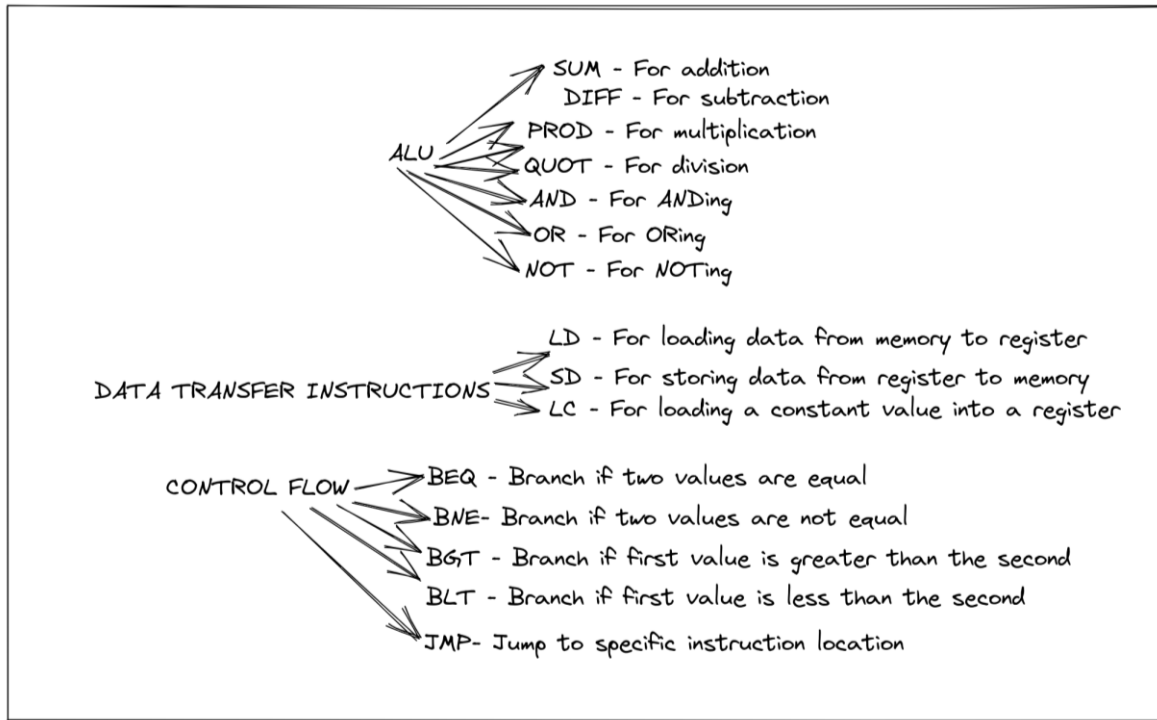 SUM - For addition
DIFF - For subtraction
PROD - For multiplication
ALU
QUOT - For division
AND - For ANDing
OR - For ORing
NOT - For NOTing
LD - For loading data from memory to register
DATA TRANSFER INSTRUCTIONS
SD - For storing data from register to memory
LC - For loading a constant value into a register
CONTROL FLOW
BEQ - Branch if two values are equal
BNE- Branch if two values are not equal
BGT - Branch if first value is greater than the second
BLT - Branch if first value is less than the second
JMP- Jump to specific instruction location